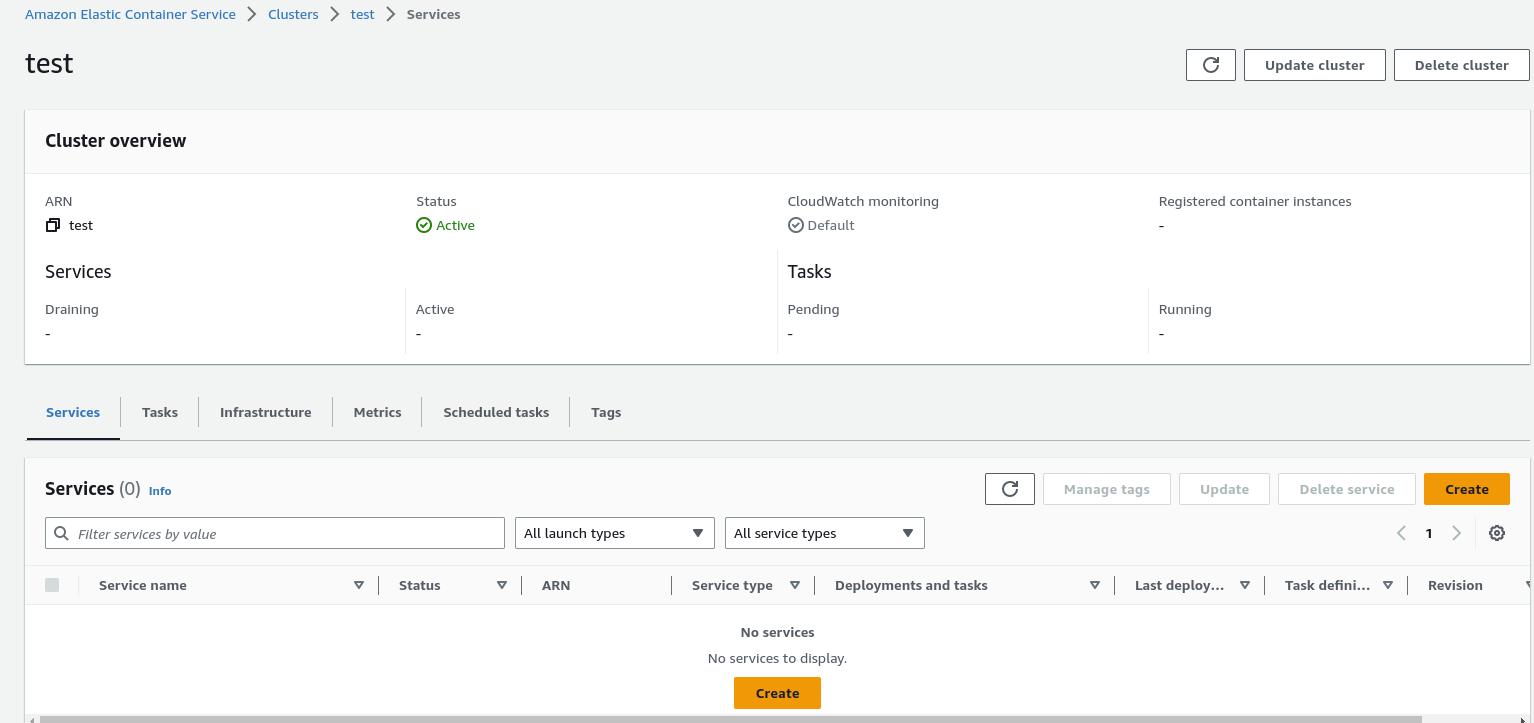 Amazon Elastic Container Service > Clusters > test > Services
test
Update cluster Delete cluster
Cluster overview
ARN Status CloudWatch monitoring Registered container instances
test Active Default -
Services Tasks
Draining Active Pending Running
- - - -
Services Tasks Infrastructure Metrics Scheduled tasks Tags
Services (0) Info Manage tags Update Delete service Create
Filter services by value All launch types All service types 1
Service name Status ARN Service type Deployments and tasks Last deploy... Task defini... Revision
No services
No services to display.
Create